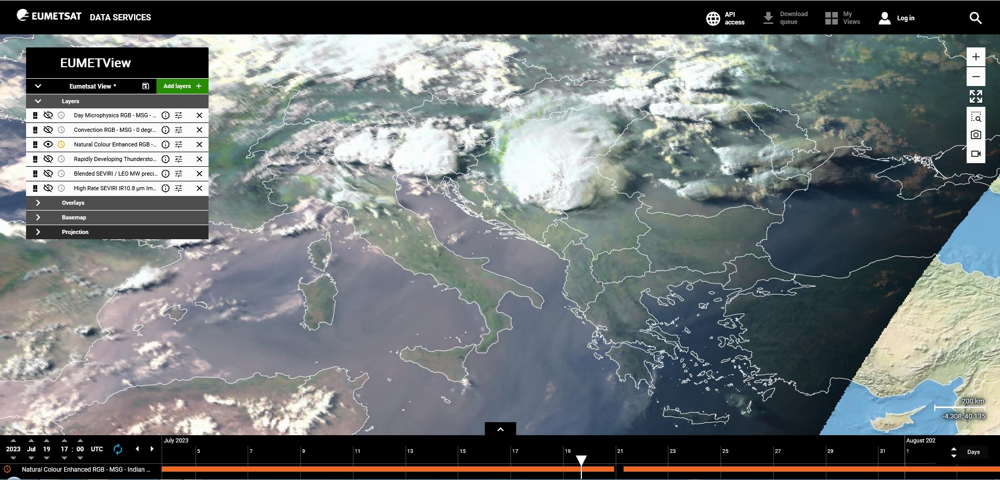 EUMETSAT DATA SERVICES
API access
Download queue
My Views
Log in
EUMETView
Eumetsat View *
Add layers +
Layers
Day Microphysics RGB - MSG - ...
Convection RGB - MSG - 0 degr...
Natural Colour Enhanced RGB -...
Rapidly Developing Thundersto...
Blended SEVIRI / LEO MW preci...
High Rate SEVIRI IR10.8 µm Im...
Overlays
Basemap
Projection
200 km
-4.308, 40.135
2023 Jul 19 17 : 00 UTC
July 2023
August 202
5 7 9 11 13 15 17 19 21 23 25 27 29 31 1
Days
Natural Colour Enhanced RGB - MSG - Indian ...